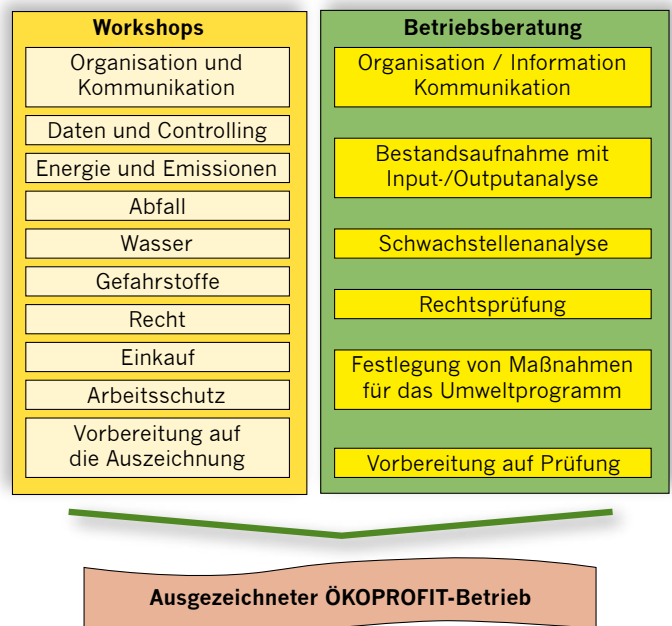 Workshops
Organisation und
Kommunikation
Daten und Controlling
Energie und Emissionen
Abfall
Wasser
Gefahrstoffe
Recht
Einkauf
Arbeitsschutz
Vorbereitung auf
die Auszeichnung
Betriebsberatung
Organisation / Information
Kommunikation
Bestandsaufnahme mit
Input-/Outputanalyse
Schwachstellenanalyse
Rechtsprüfung
Festlegung von Maßnahmen
für das Umweltprogramm
Vorbereitung auf Prüfung
Ausgezeichneter ÖKOPROFIT-Betrieb